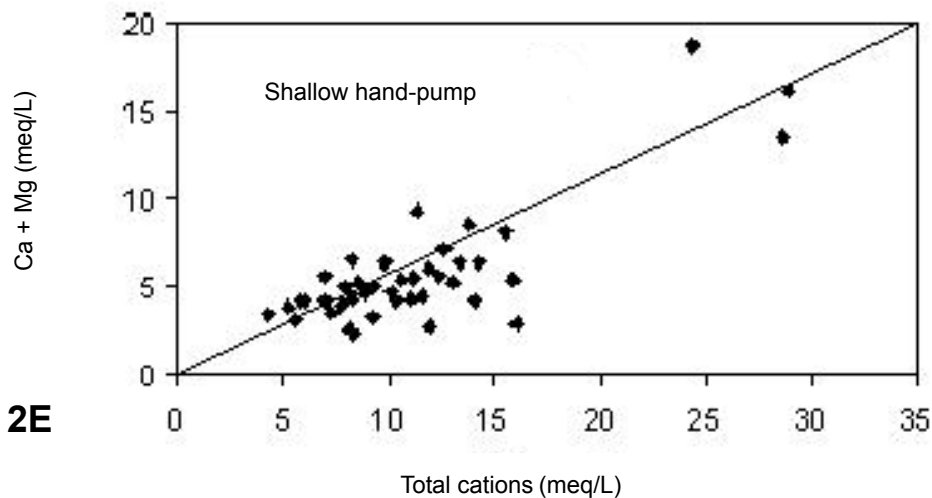 20
Shallow hand-pump
15
10
5
0
Ca + Mg (meq/L)
2E
0 5 10 15 20 25 30 35
Total cations (meq/L)